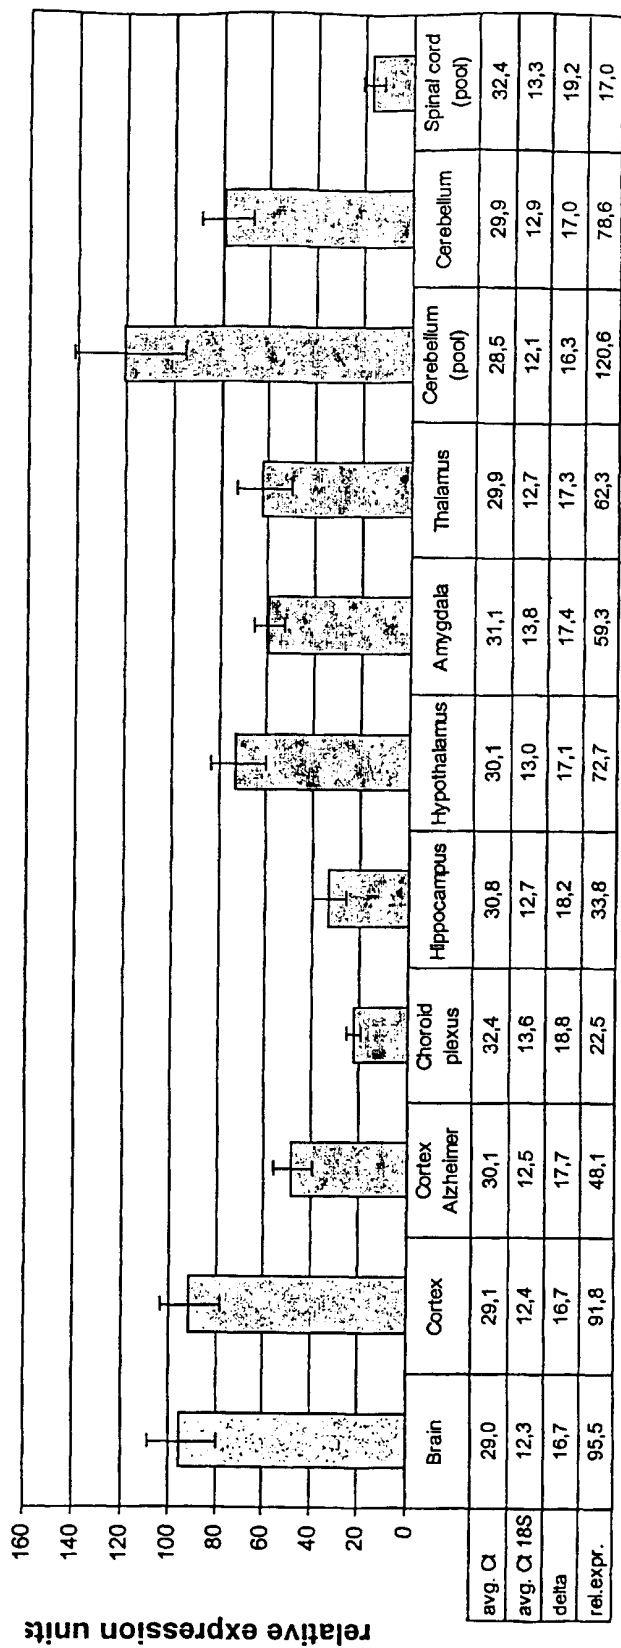 relative expression units
160
140
120
100
80
60
40
20
0
Brain Cortex Cortex Alzheimer Choroid plexus Hippocampus Hypothalamus Amygdala Thalamus Cerebellum (pool) Cerebellum Spinal cord (pool)
avg. Ct 29,0 29,1 30,1 32,4 30,8 30,1 31,1 29,9 28,5 29,9 32,4
avg. Ct 18S 12,3 12,4 12,5 13,6 12,7 13,0 13,8 12,7 12,1 12,9 13,3
delta 16,7 16,7 17,7 18,8 18,2 17,1 17,4 17,3 16,3 17,0 19,2
rel.expr. 95,5 91,8 48,1 22,5 33,8 72,7 59,3 62,3 120,6 78,6 17,0